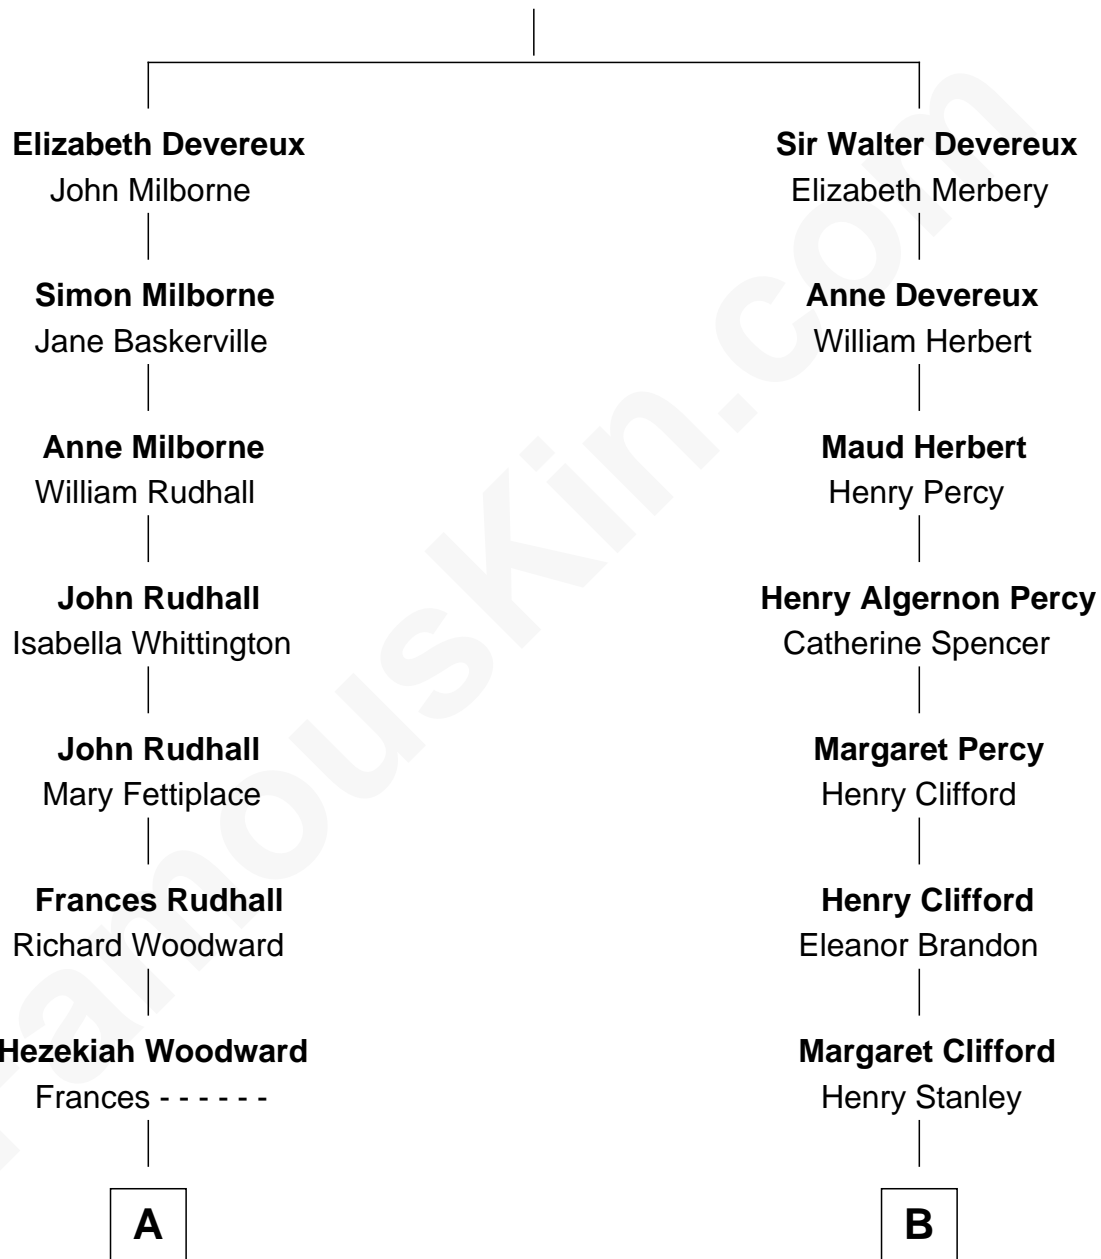 Elizabeth Devereux
John Milborne
Simon Milborne
Jane Baskerville
Anne Milborne
William Rudhall
John Rudhall
Isabella Whittington
John Rudhall
Mary Fettiplace
Frances Rudhall
Richard Woodward
Hezekiah Woodward
Frances - - - - - -
A
Sir Walter Devereux
Elizabeth Merbery
Anne Devereux
William Herbert
Maud Herbert
Henry Percy
Henry Algernon Percy
Catherine Spencer
Margaret Percy
Henry Clifford
Henry Clifford
Eleanor Brandon
Margaret Clifford
Henry Stanley
B
FamousKin.com